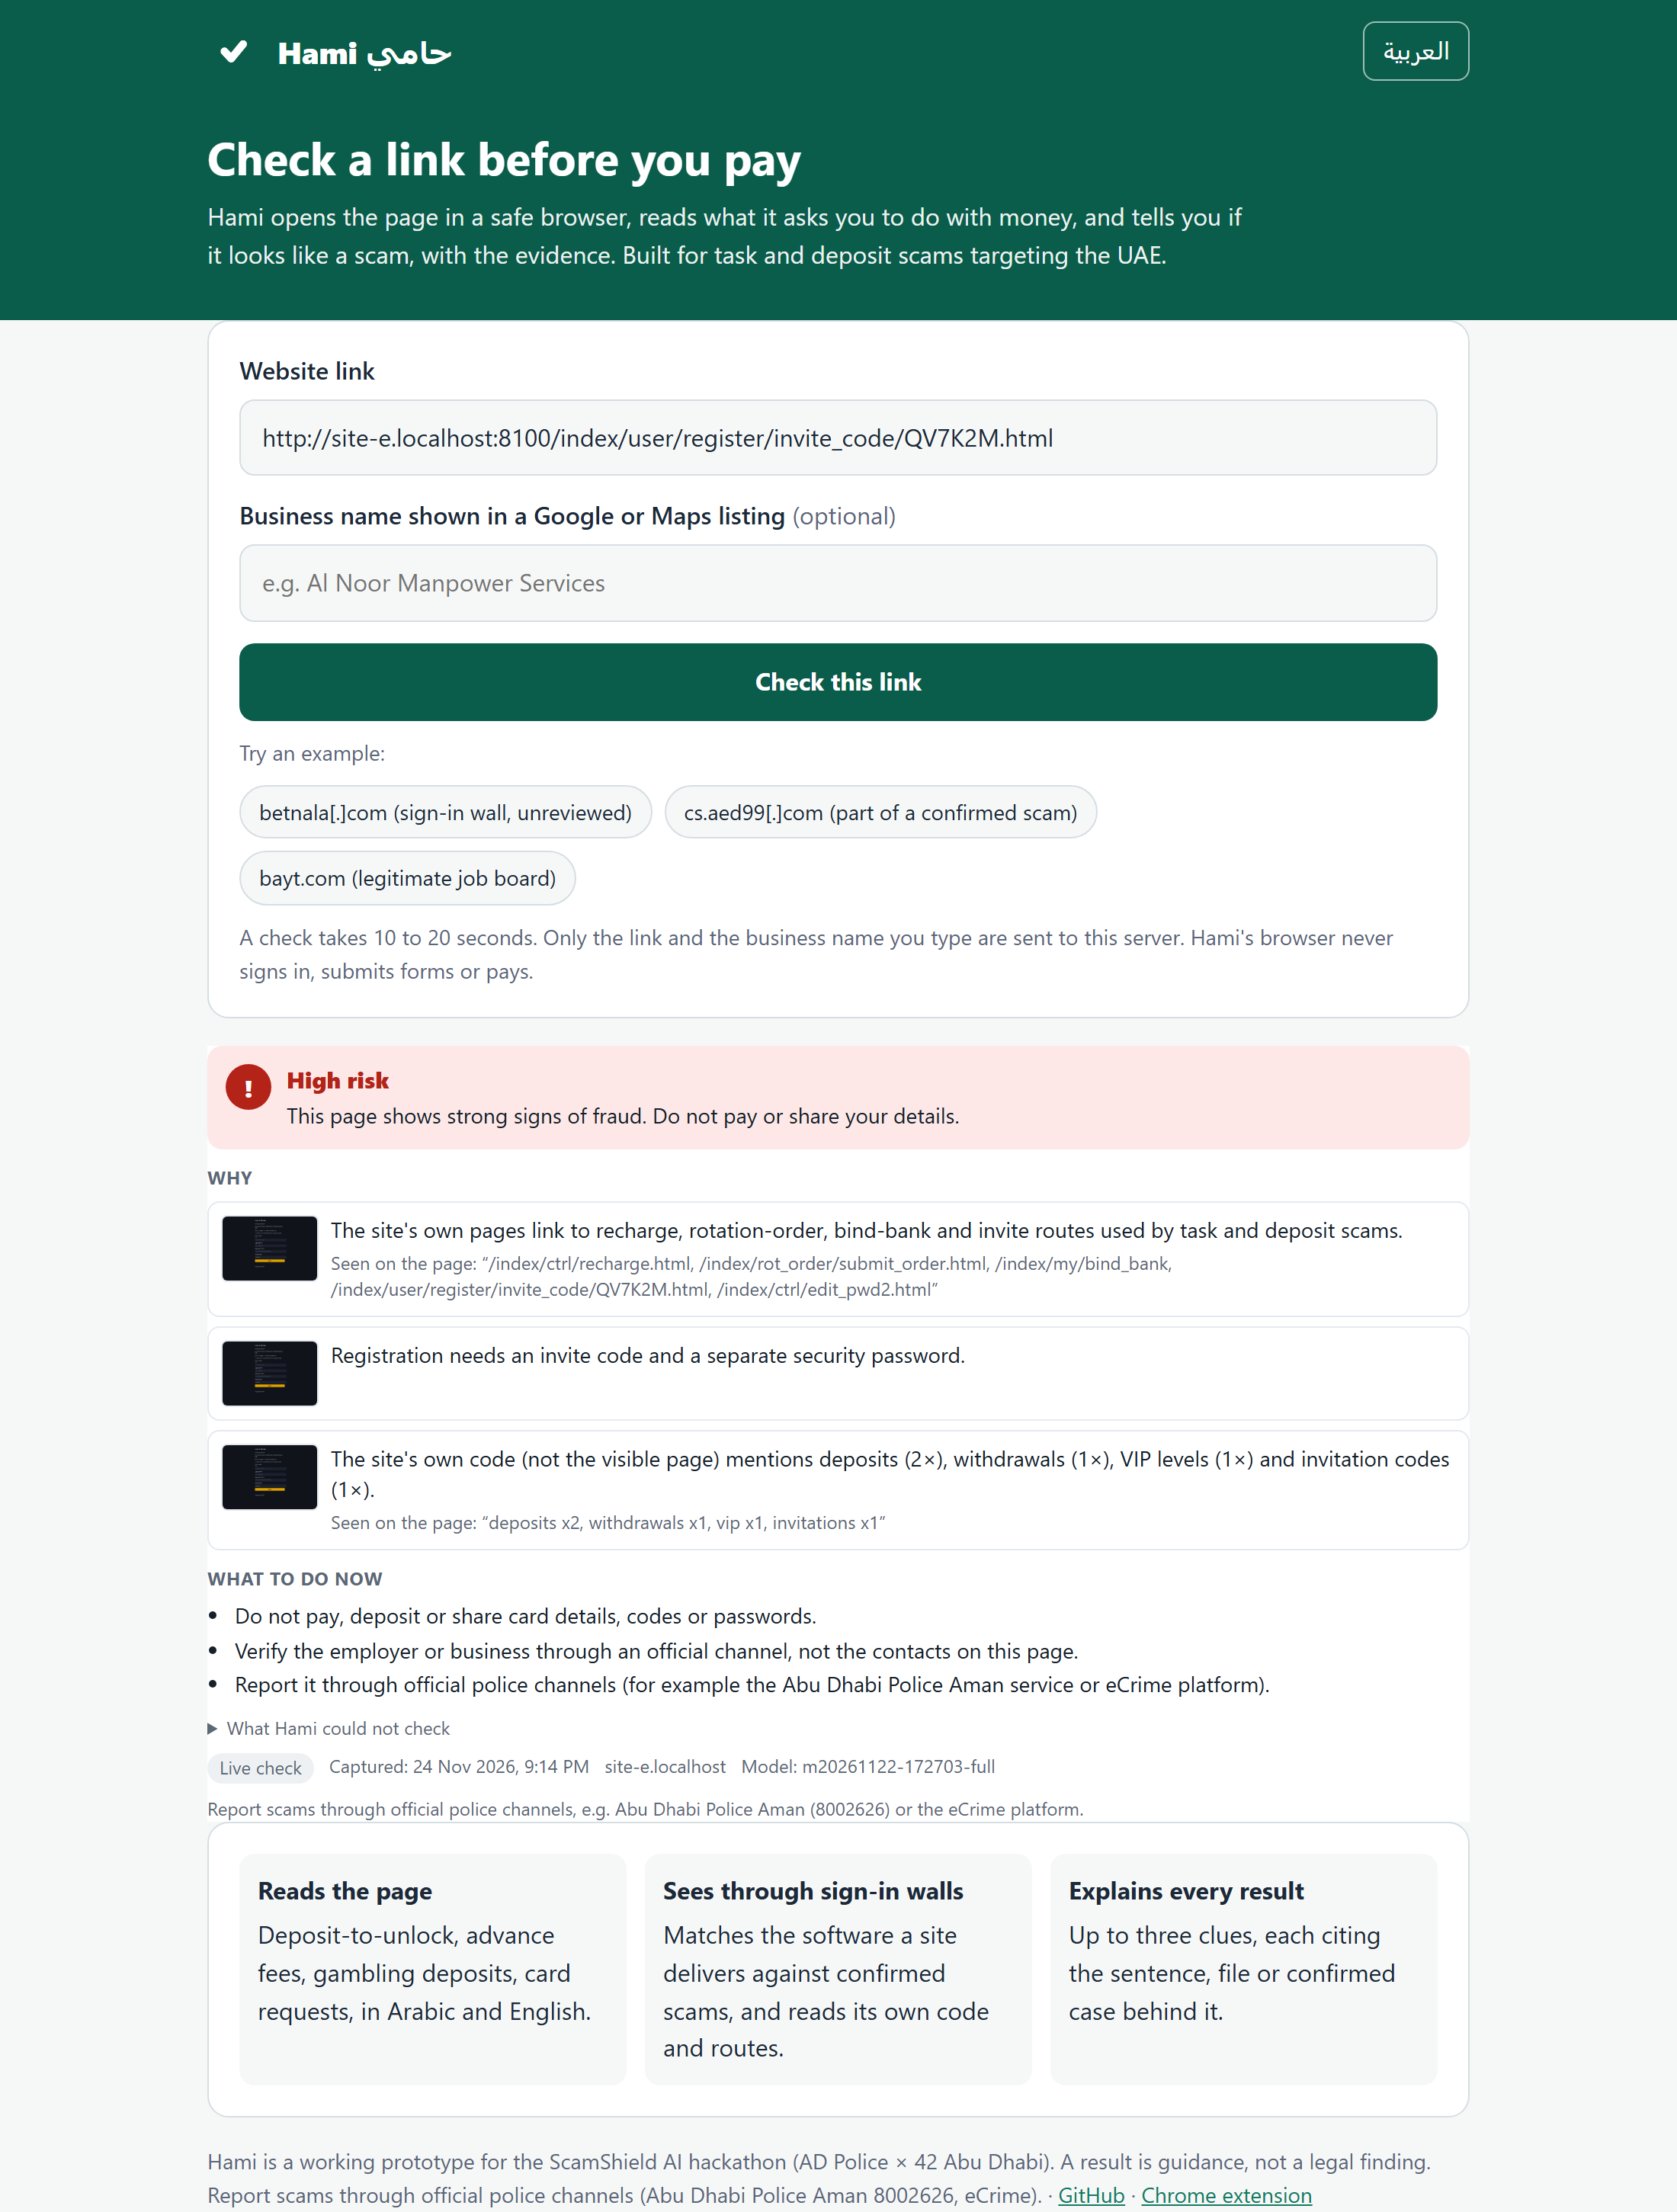 Hami حامي
العربية
Check a link before you pay
Hami opens the page in a safe browser, reads what it asks you to do with money, and tells you if
it looks like a scam, with the evidence. Built for task and deposit scams targeting the UAE.
Website link
http://site-e.localhost:8100/index/user/register/invite_code/QV7K2M.html
Business name shown in a Google or Maps listing (optional)
e.g. Al Noor Manpower Services
Check this link
Try an example:
betnala[.]com (sign-in wall, unreviewed)
cs.aed99[.]com (part of a confirmed scam)
bayt.com (legitimate job board)
A check takes 10 to 20 seconds. Only the link and the business name you type are sent to this server. Hami's browser never
signs in, submits forms or pays.
High risk
This page shows strong signs of fraud. Do not pay or share your details.
WHY
The site's own pages link to recharge, rotation-order, bind-bank and invite routes used by task and deposit scams.
Seen on the page: “/index/ctrl/recharge.html, /index/rot_order/submit_order.html, /index/my/bind_bank,
/index/user/register/invite_code/QV7K2M.html, /index/ctrl/edit_pwd2.html”
Registration needs an invite code and a separate security password.
The site's own code (not the visible page) mentions deposits (2×), withdrawals (1×), VIP levels (1×) and invitation codes
(1×).
Seen on the page: “deposits x2, withdrawals x1, vip x1, invitations x1”
WHAT TO DO NOW
Do not pay, deposit or share card details, codes or passwords.
Verify the employer or business through an official channel, not the contacts on this page.
Report it through official police channels (for example the Abu Dhabi Police Aman service or eCrime platform).
What Hami could not check
Live check Captured: 24 Nov 2026, 9:14 PM site-e.localhost Model: m20261122-172703-full
Report scams through official police channels, e.g. Abu Dhabi Police Aman (8002626) or the eCrime platform.
Reads the page
Deposit-to-unlock, advance
fees, gambling deposits, card
requests, in Arabic and English.
Sees through sign-in walls
Matches the software a site
delivers against confirmed
scams, and reads its own code
and routes.
Explains every result
Up to three clues, each citing
the sentence, file or confirmed
case behind it.
Hami is a working prototype for the ScamShield AI hackathon (AD Police × 42 Abu Dhabi). A result is guidance, not a legal finding.
Report scams through official police channels (Abu Dhabi Police Aman 8002626, eCrime). · GitHub · Chrome extension